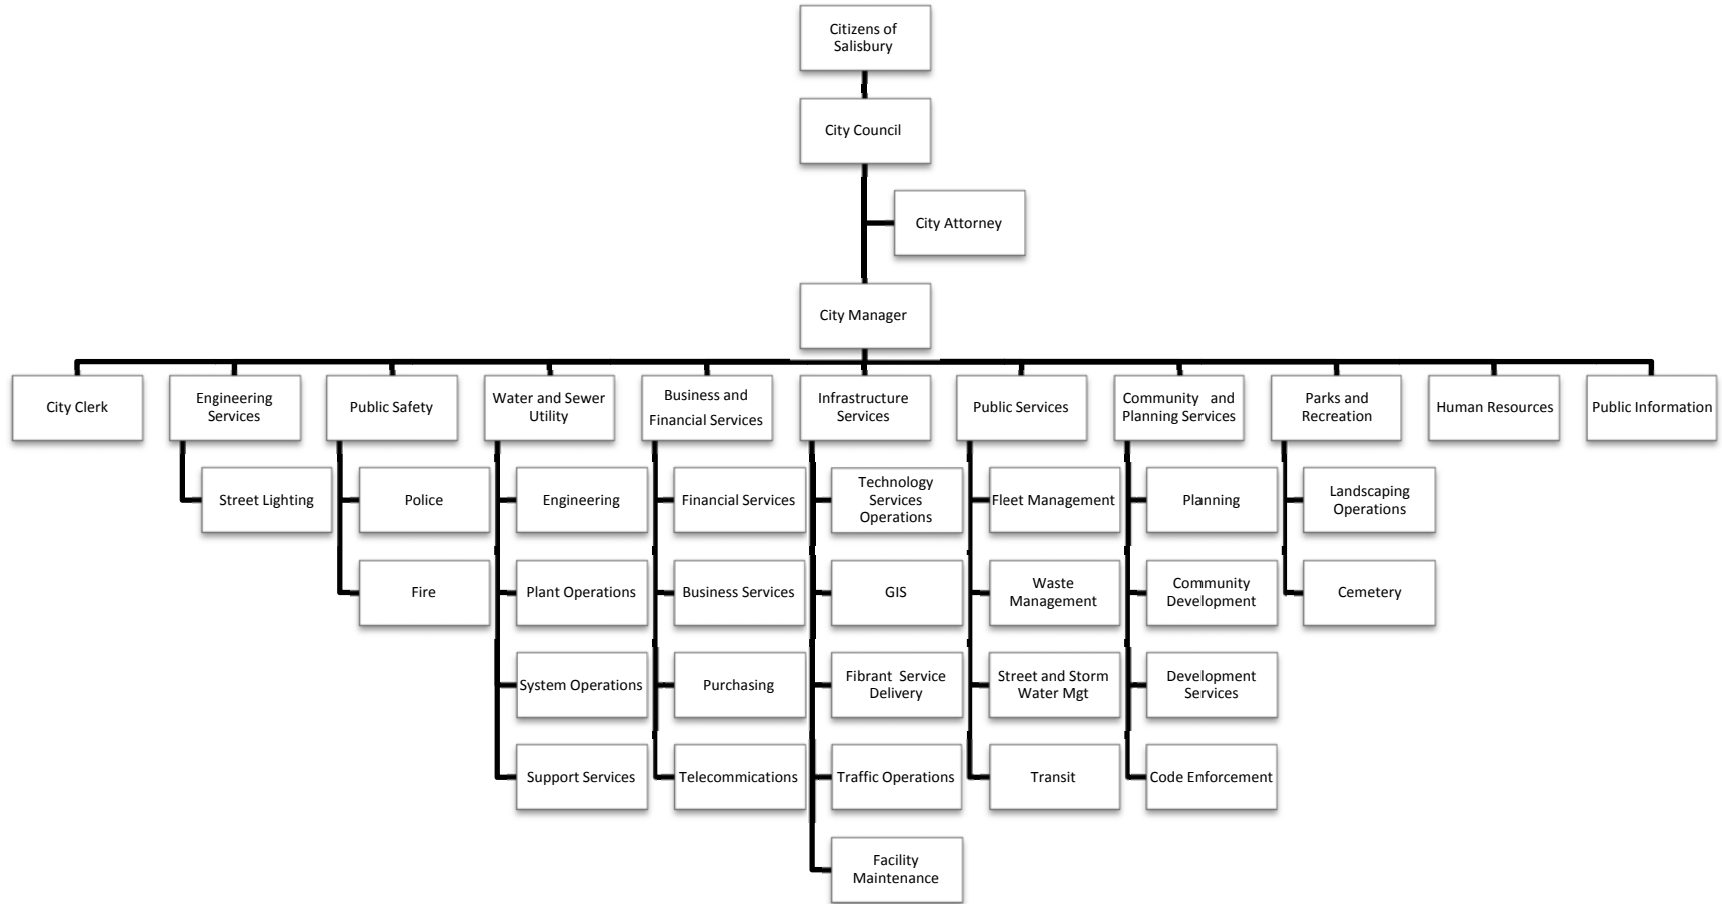 Citizens of
Salisbury
City Council
City Attorney
City Manager
City Clerk
Engineering
Services
Public Safety
Water and Sewer
Utility
Business and
Financial Services
Infrastructure
Services
Public Services
Community and
Planning Services
Parks and
Recreation
Human Resources
Public Information
Street Lighting
Police
Engineering
Financial Services
Technology
Services
Operations
Fleet Management
Planning
Landscaping
Operations
Fire
Plant Operations
Business Services
GIS
Waste
Management
Community
Development
Cemetery
System Operations
Purchasing
Fibrant Service
Delivery
Street and Storm
Water Mgt
Development
Services
Support Services
Telecommications
Traffic Operations
Transit
Code Enforcement
Facility
Maintenance